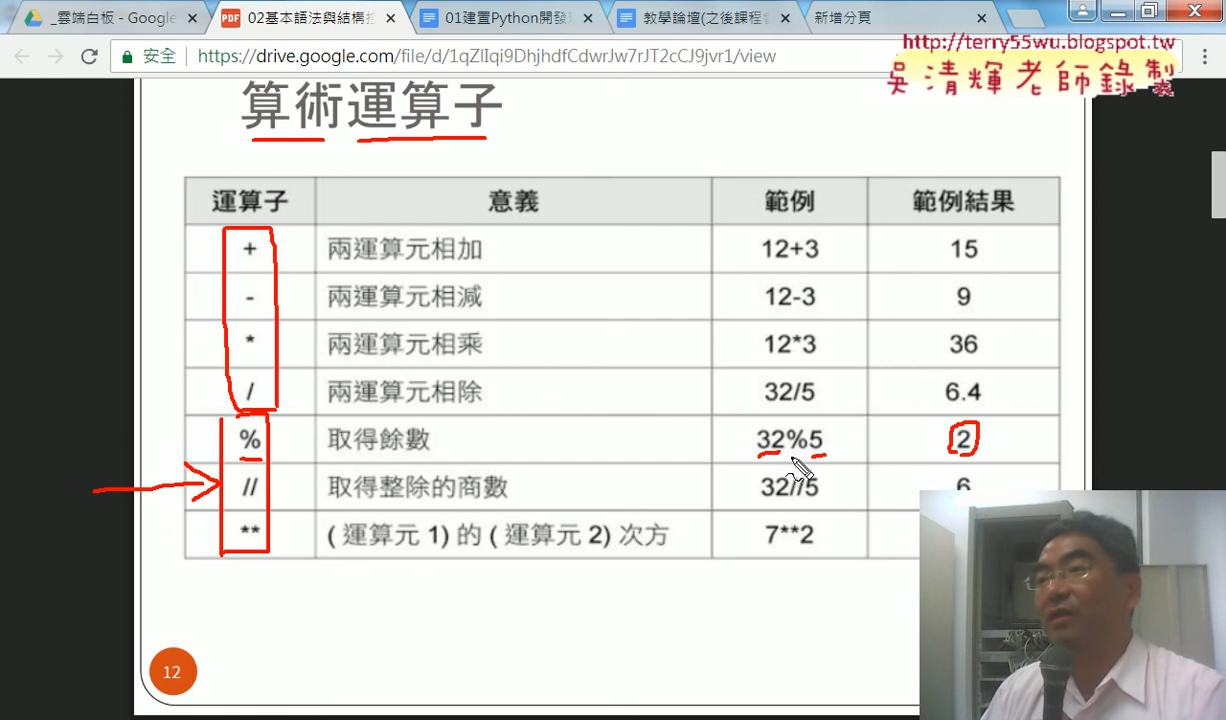 _雲端白板 - Google
02基本語法與結構控
01建置Python開發
教學論壇(之後課程
新增分頁
安全
https://drive.google.com/file/d/1qZlIqi9DhjhdfCdwrJw7rJT2cCJ9jvr1/view
http://terry55wu.blogspot.tw
吳清輝老師錄製
算術運算子
運算子 意義 範例 範例結果
+ 兩運算元相加 12+3 15
- 兩運算元相減 12-3 9
* 兩運算元相乘 12*3 36
/ 兩運算元相除 32/5 6.4
% 取得餘數 32%5 2
// 取得整除的商數 32//5 6
** (運算元 1) 的 (運算元 2) 次方 7**2
12